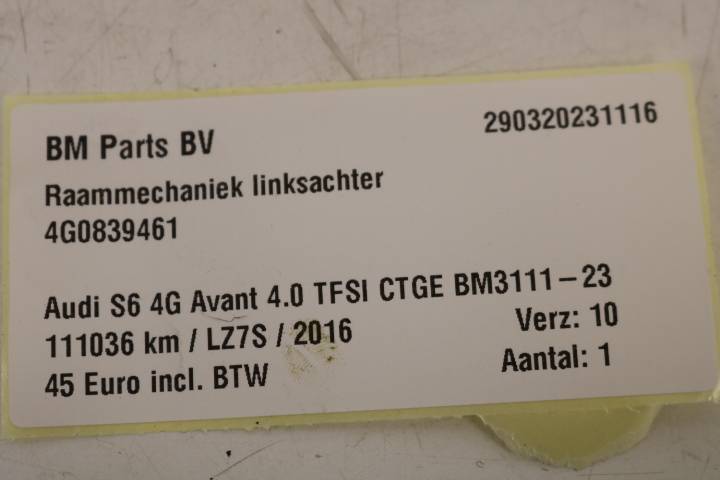 BM Parts BV 290320231116
Raammechaniek linksachter
4G0839461
Audi S6 4G Avant 4.0 TFSI CTGE BM3111-23
111036 km / LZ7S / 2016 Verz: 10
45 Euro incl. BTW Aantal: 1